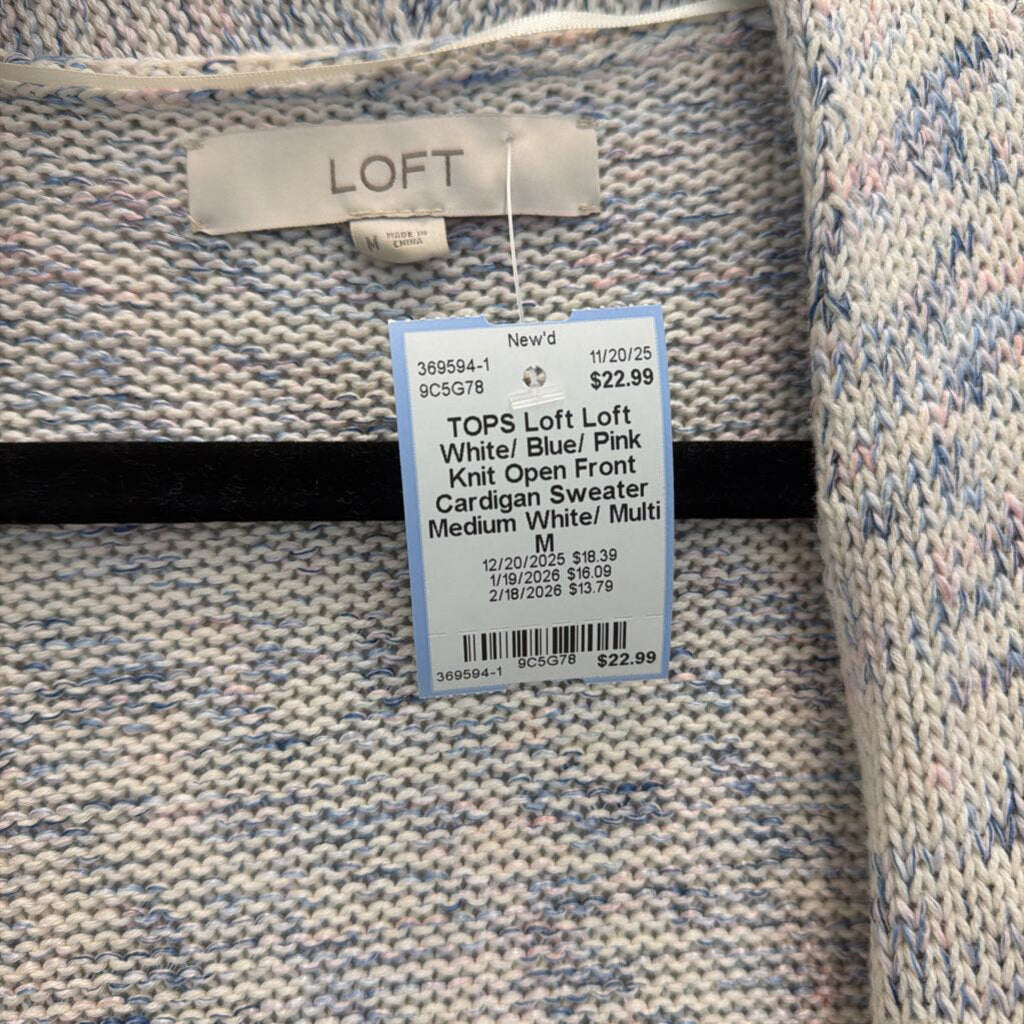 LOFT
M MADE IN
CHINA
New'd
369594-1 11/20/25
9C5G78 $22.99
TOPS Loft Loft
White/ Blue/ Pink
Knit Open Front
Cardigan Sweater
Medium White/ Multi
M
12/20/2025 $18.39
1/19/2026 $16.09
2/18/2026 $13.79
369594-1 9C5G78 $22.99